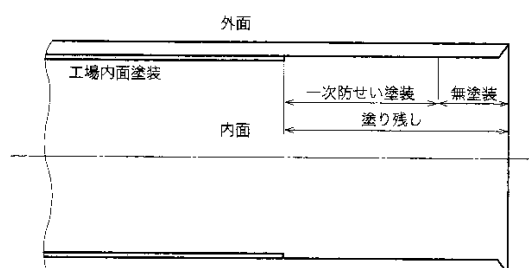 外面
工場内面塗装
一次防せい塗装
無塗装
内面
塗り残し